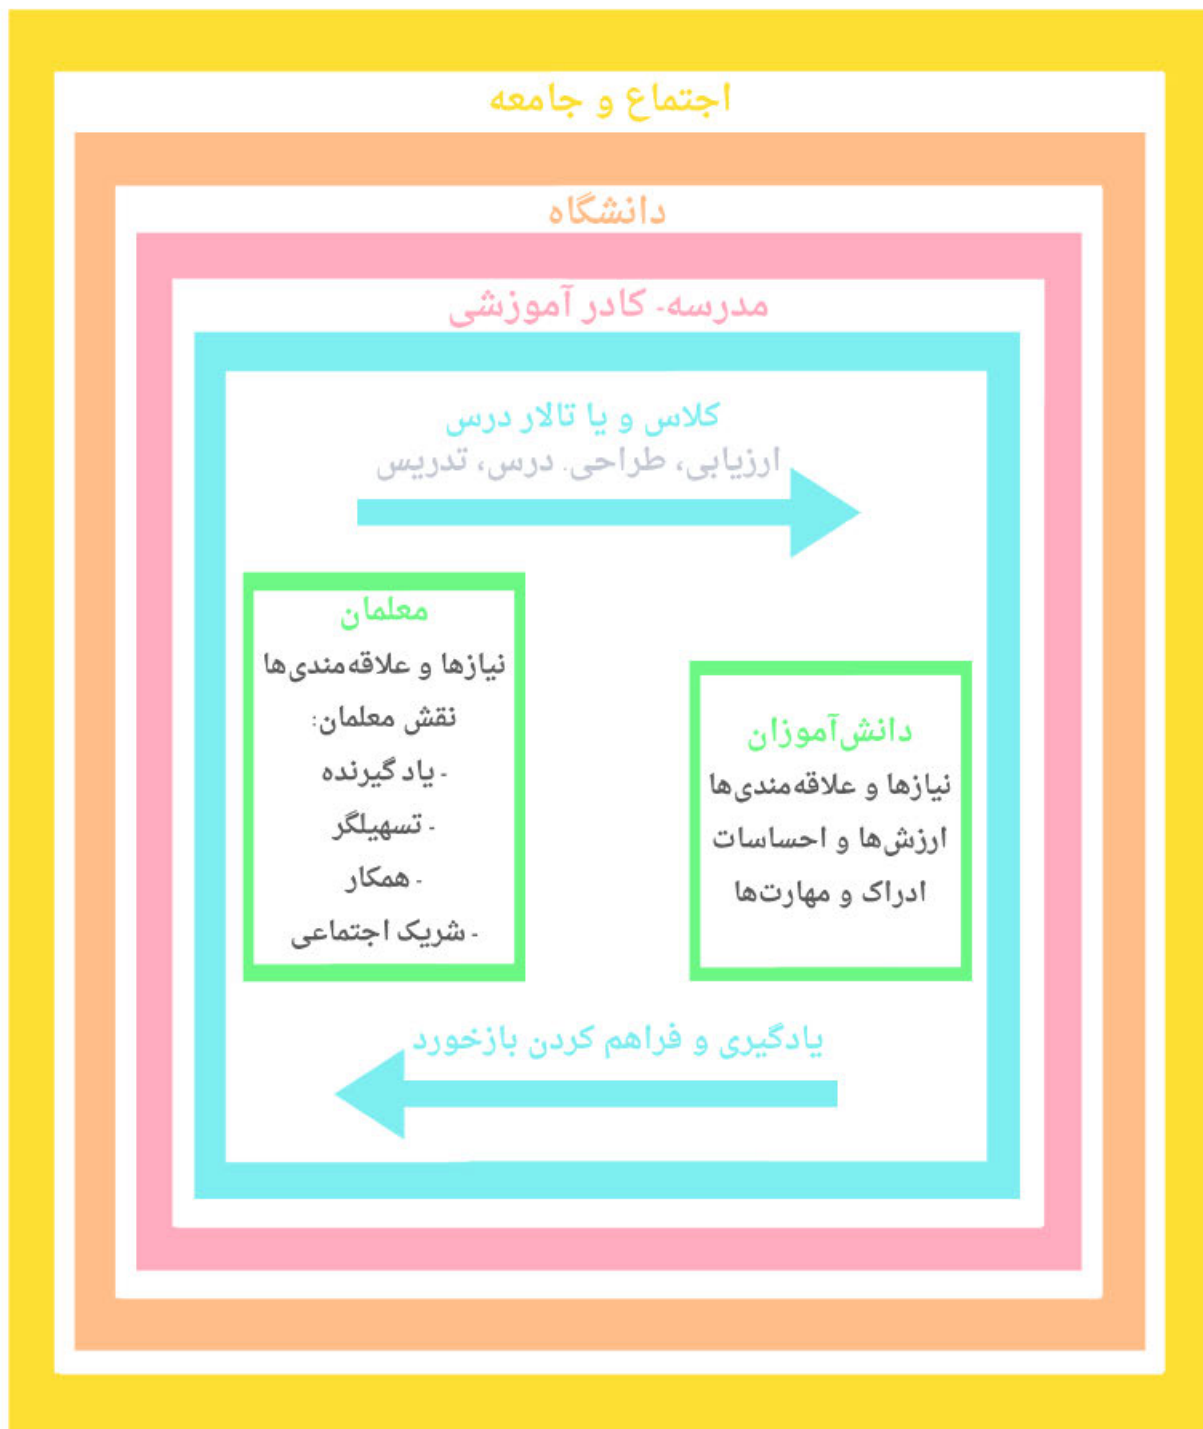 اجتماع و جامعه
دانشگاه
مدرسه- کادر آموزشی
کلاس و یا تالار درس
ارزیابی، طراحی. درس، تدریس
معلمان
نیازها و علاقه‌مندی‌ها
نقش معلمان:
- یاد گیرنده
- تسهیلگر
- همکار
- شریک اجتماعی
دانش‌آموزان
نیازها و علاقه‌مندی‌ها
ارزش‌ها و احساسات
ادراک و مهارت‌ها
یادگیری و فراهم کردن بازخورد